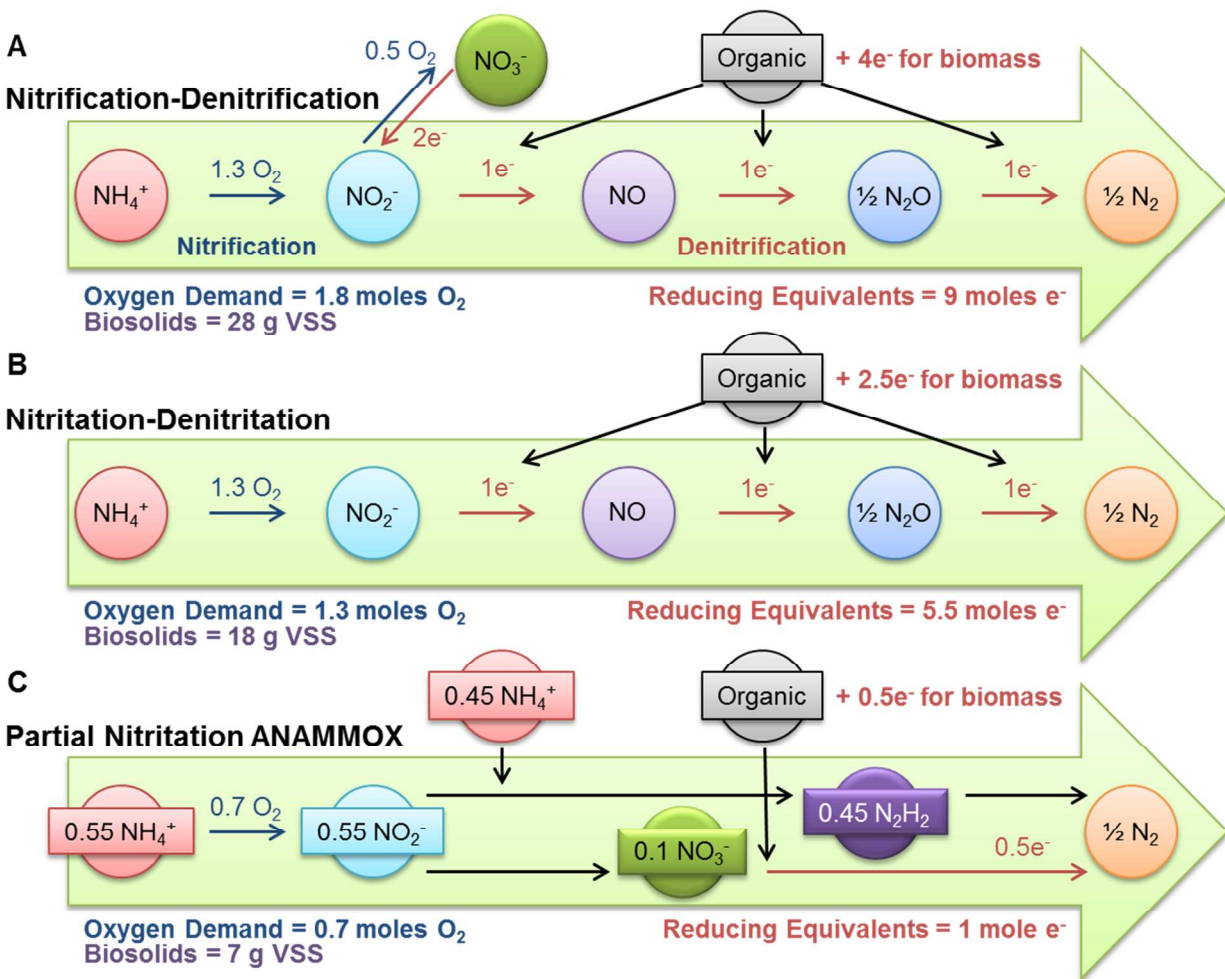 A
Nitrification-Denitrification
0.5 O₂
NO₃⁻
2e⁻
Organic
+ 4e⁻ for biomass
NH₄⁺
1.3 O₂
NO₂⁻
1e⁻
NO
1e⁻
½ N₂O
1e⁻
½ N₂
Nitrification
Denitrification
Oxygen Demand = 1.8 moles O₂
Reducing Equivalents = 9 moles e⁻
Biosolids = 28 g VSS
B
Nitritation-Denitritation
Organic
+ 2.5e⁻ for biomass
NH₄⁺
1.3 O₂
NO₂⁻
1e⁻
NO
1e⁻
½ N₂O
1e⁻
½ N₂
Oxygen Demand = 1.3 moles O₂
Reducing Equivalents = 5.5 moles e⁻
Biosolids = 18 g VSS
C
Partial Nitritation ANAMMOX
0.45 NH₄⁺
Organic
+ 0.5e⁻ for biomass
0.55 NH₄⁺
0.7 O₂
0.55 NO₂⁻
0.1 NO₃⁻
0.45 N₂H₂
0.5e⁻
½ N₂
Oxygen Demand = 0.7 moles O₂
Reducing Equivalents = 1 mole e⁻
Biosolids = 7 g VSS